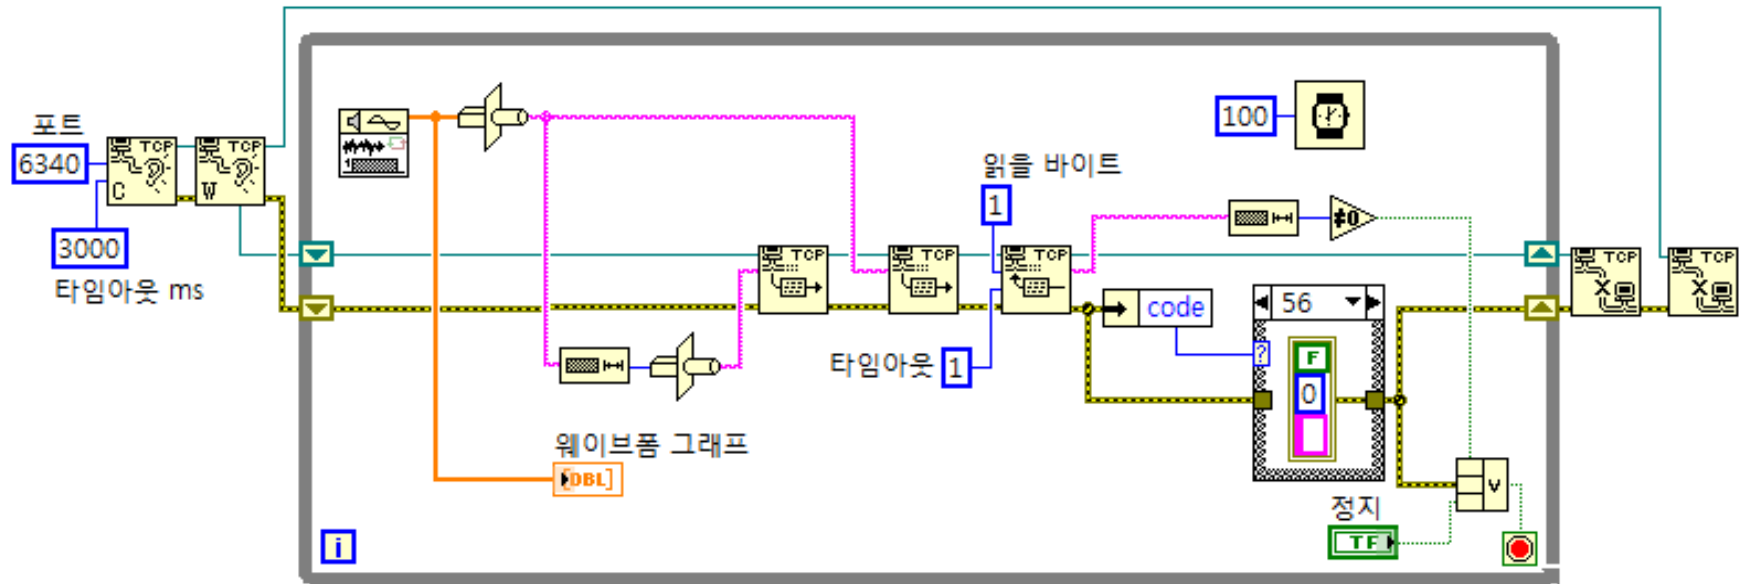 포트
6340
3000
타임아웃 ms
TCP
C
TCP
W
1
웨이브폼 그래프
DBL
i
TCP
TCP
읽을 바이트
1
TCP
타임아웃 1
100
≠0
code
56
?
F
0
V
정지
TF
TCP
TCP